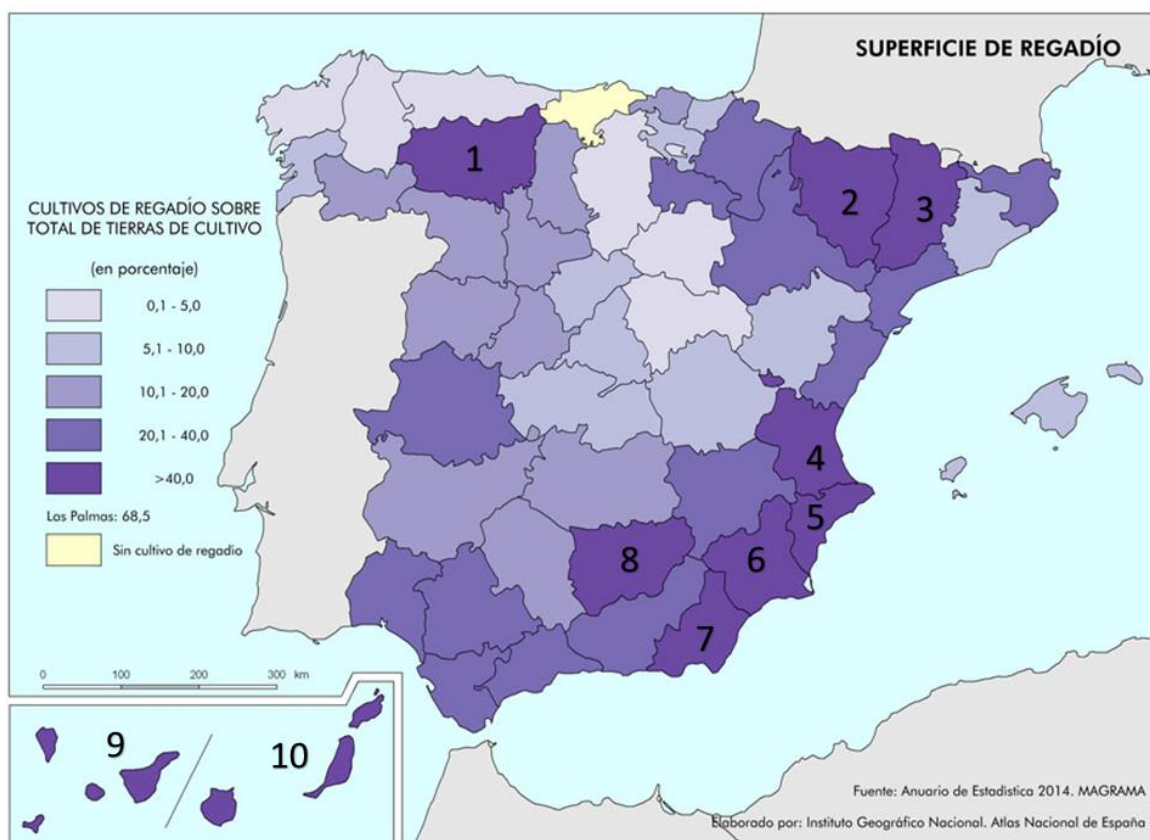 SUPERFICIE DE REGADÍO
1
2
3
CULTIVOS DE REGADÍO SOBRE
TOTAL DE TIERRAS DE CULTIVO
(en porcentaje)
0,1 - 5,0
5,1 - 10,0
10,1 - 20,0
20,1 - 40,0
>40,0
Las Palmas: 68,5
Sin cultivo de regadio
4
5
6
8
7
0 100 200 300 km
9
10
Fuente: Anuario de Estadistica 2014. MAGRAMA
Elaborado por: Instituto Geográfico Nacional. Atlas Nacional de España